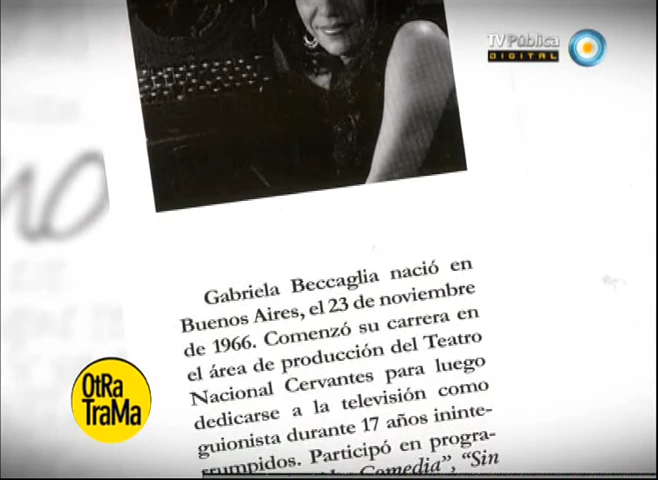 TV Pública
DIGITAL
no
Gabriela Beccaglia nació en
Buenos Aires, el 23 de noviembre
de 1966. Comenzó su carrera en
el área de producción del Teatro
Nacional Cervantes para luego
dedicarse a la televisión como
guionista durante 17 años ininte-
rrumpidos. Participó en progra-
Comedia”, “Sin
OtRa
TraMa